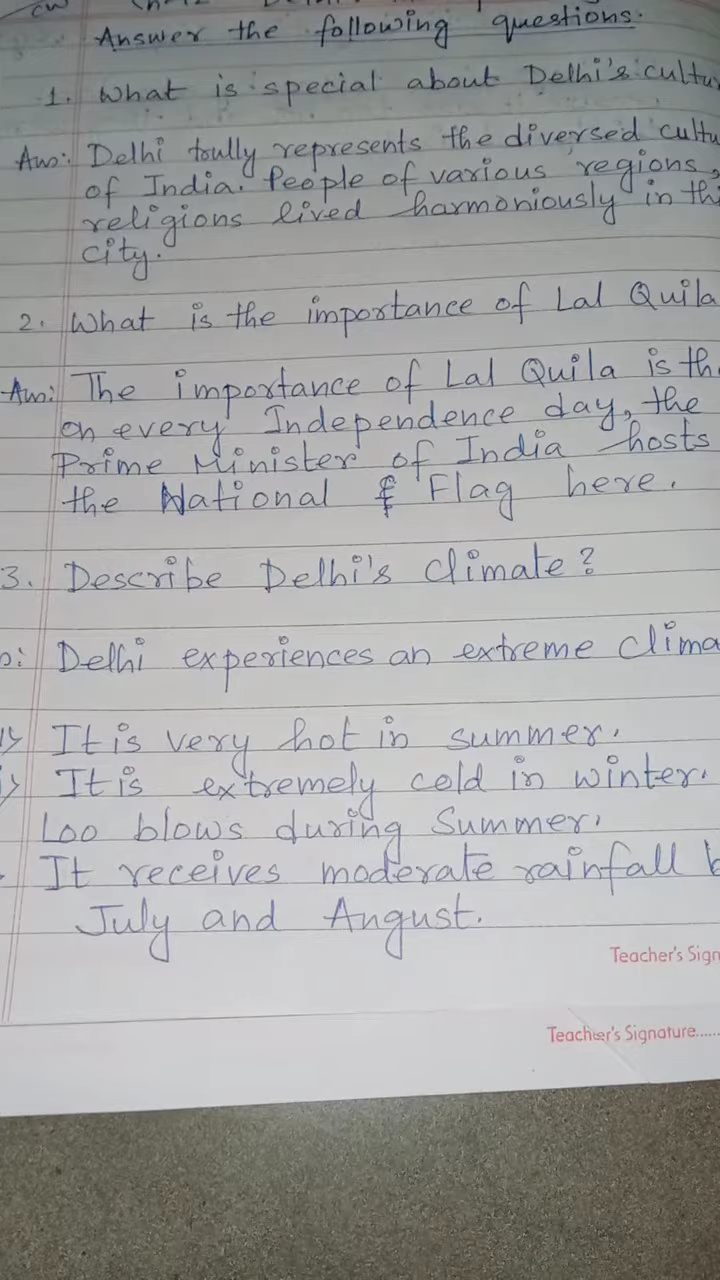 cw
Answer the following questions.
1. What is special about Delhi's cultu
Ans: Delhi trully represents the diversed cultu
of India. People of various regions,
religions lived harmoniously in thi
city.
2. What is the importance of Lal Quila
Ans: The importance of Lal Quila is th
on every Independence day, the
Prime Minister of India hosts
the National Flag here.
3. Describe Delhi's climate?
s: Delhi experiences an extreme clima
It is very hot in summer.
It is extremely cold in winter.
Loo blows during Summer.
It receives moderate rainfall b
July and August.
Teacher's Sign
Teacher's Signature......